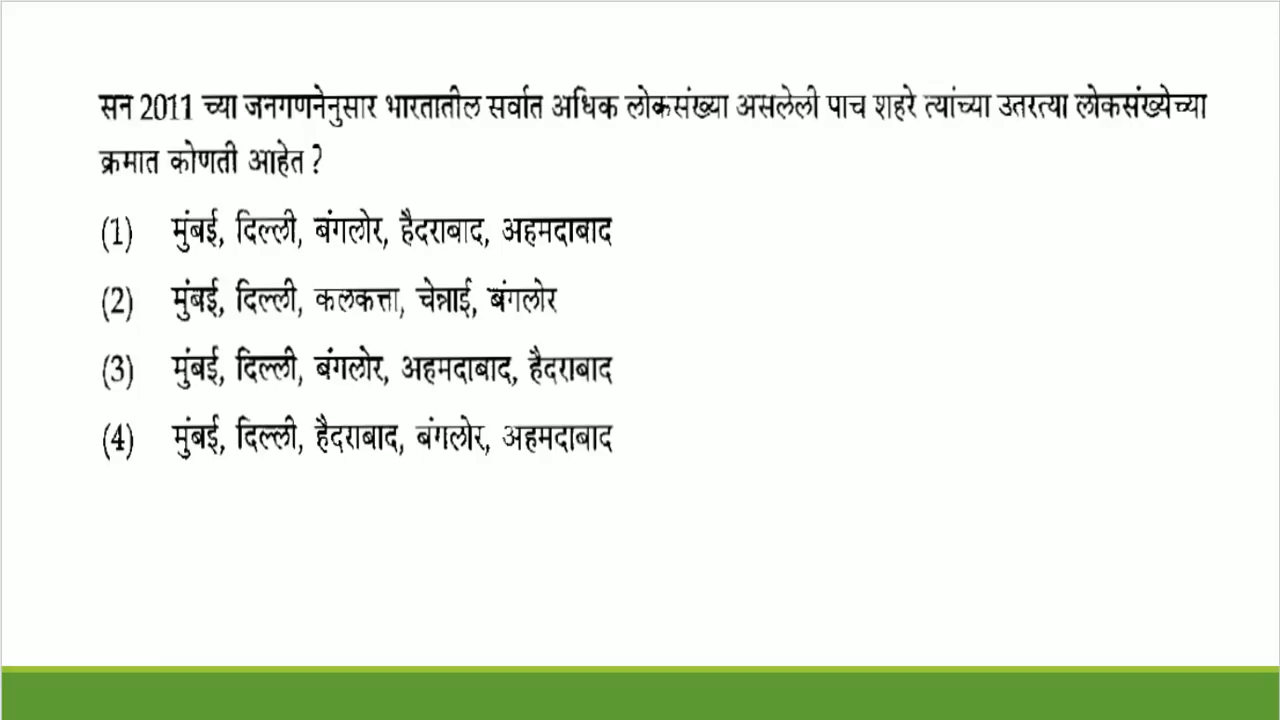 सन 2011 च्या जनगणनेनुसार भारतातील सर्वात अधिक लोकसंख्या असलेली पाच शहरे त्यांच्या उतरत्या लोकसंख्येच्या
क्रमात कोणती आहेत ?
(1) मुंबई, दिल्ली, बंगलोर, हैदराबाद, अहमदाबाद
(2) मुंबई, दिल्ली, कलकत्ता, चेन्नाई, बंगलोर
(3) मुंबई, दिल्ली, बंगलोर, अहमदाबाद, हैदराबाद
(4) मुंबई, दिल्ली, हैदराबाद, बंगलोर, अहमदाबाद